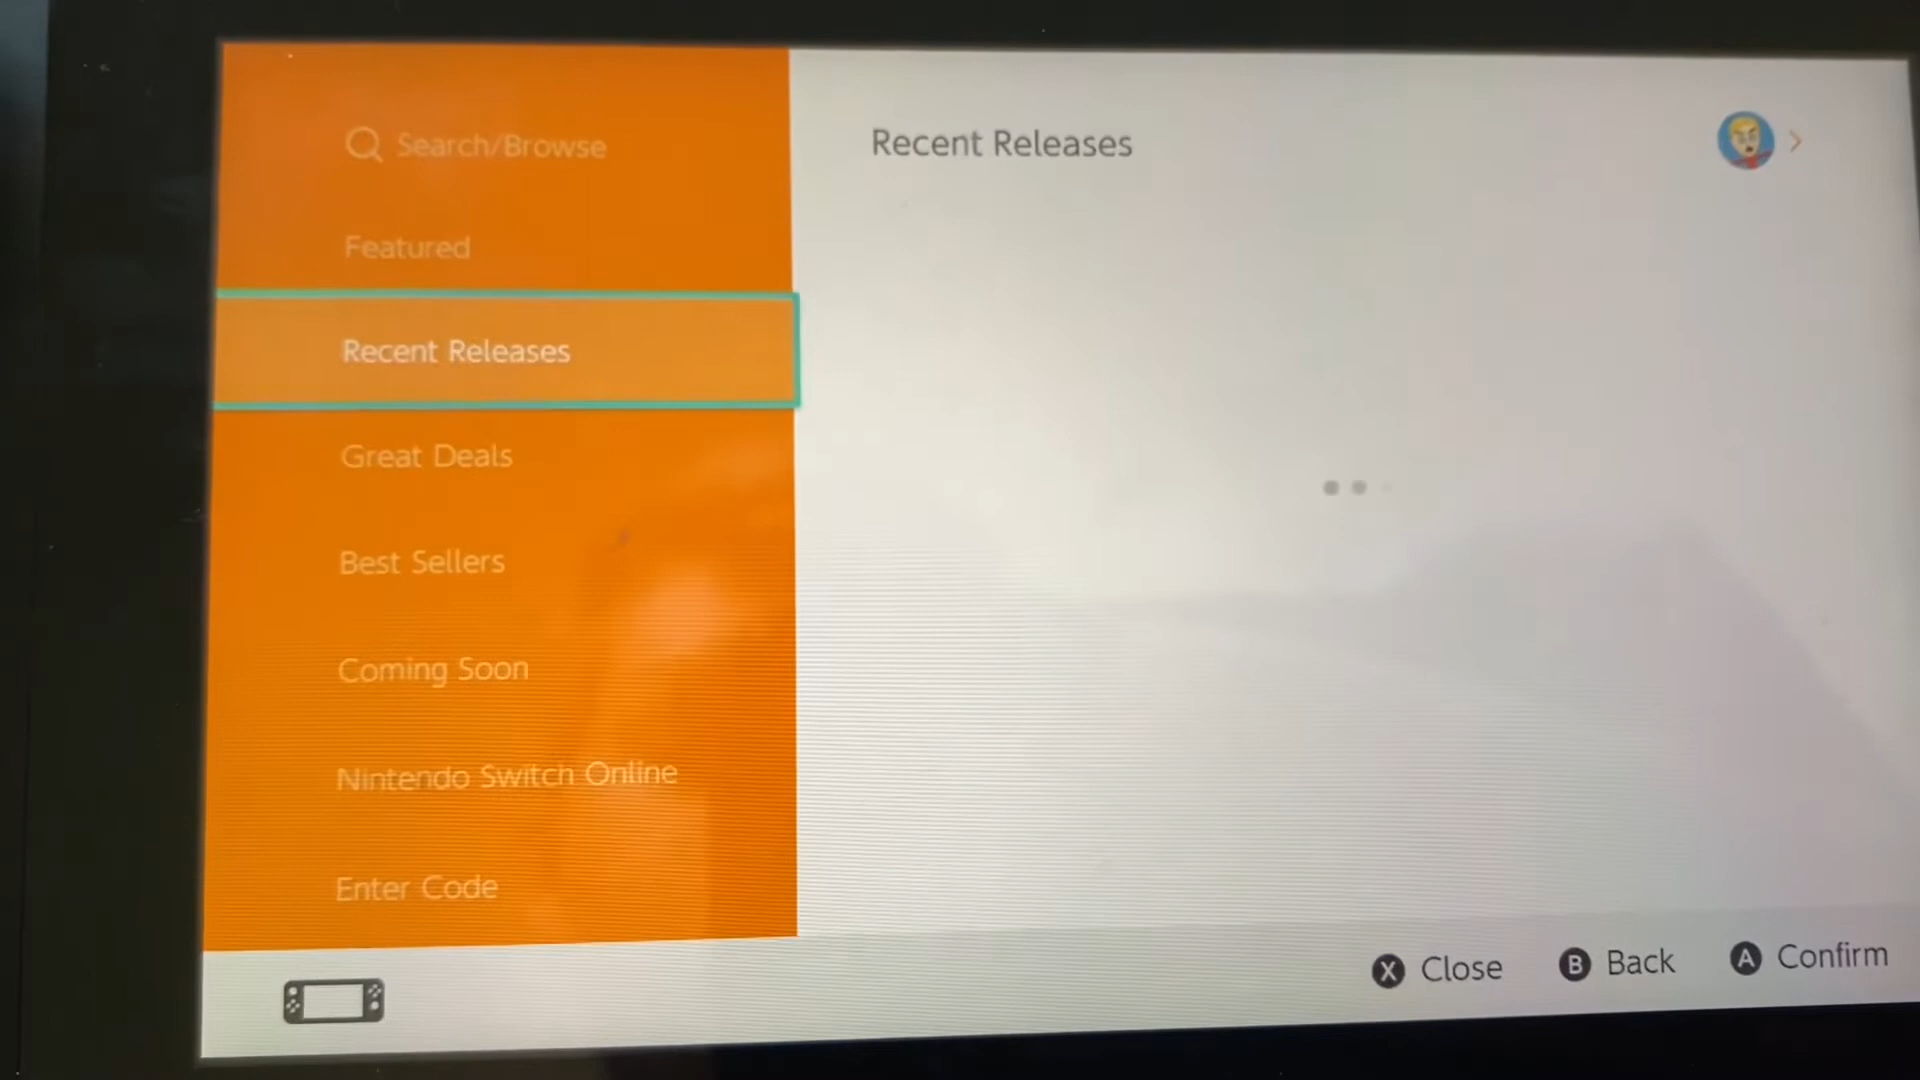 Search/Browse
Featured
Recent Releases
Great Deals
Best Sellers
Coming Soon
Nintendo Switch Online
Enter Code
Recent Releases
X Close
B Back
A Confirm